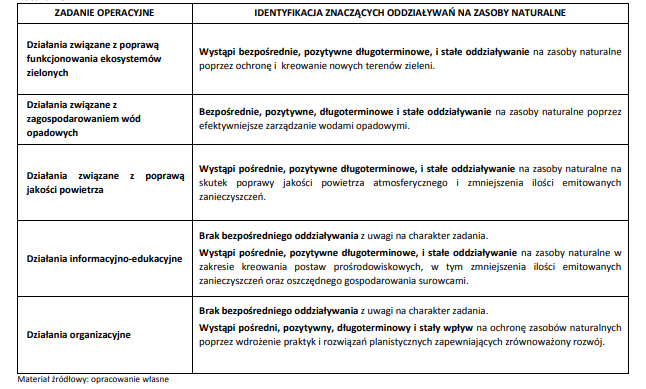 ZADANIE OPERACYJNE
IDENTYFIKACJA ZNACZĄCYCH ODDZIAŁYWAŃ NA ZASOBY NATURALNE
Działania związane z poprawą
funkcjonowania ekosystemów
zielonych
Wystąpi bezpośrednie, pozytywne długoterminowe, i stałe oddziaływanie na zasoby naturalne
poprzez ochronę i kreowanie nowych terenów zieleni.
Działania związane z
zagospodarowaniem wód
opadowych
Bezpośrednie, pozytywne, długoterminowe i stałe oddziaływanie na zasoby naturalne poprzez
efektywniejsze zarządzanie wodami opadowymi.
Działania związane z poprawą
jakości powietrza
Wystąpi pośrednie, pozytywne długoterminowe, i stałe oddziaływanie na zasoby naturalne na
skutek poprawy jakości powietrza atmosferycznego i zmniejszenia ilości emitowanych
zanieczyszczeń.
Działania informacyjno-edukacyjne
Brak bezpośredniego oddziaływania z uwagi na charakter zadania.
Wystąpi pośrednie, pozytywne długoterminowe, i stałe oddziaływanie na zasoby naturalne w
zakresie kreowania postaw prośrodowiskowych, w tym zmniejszenia ilości emitowanych
zanieczyszczeń oraz oszczędnego gospodarowania surowcami.
Działania organizacyjne
Brak bezpośredniego oddziaływania z uwagi na charakter zadania.
Wystąpi pośredni, pozytywny, długoterminowy i stały wpływ na ochronę zasobów naturalnych
poprzez wdrożenie praktyk i rozwiązań planistycznych zapewniających zrównoważony rozwój.
Materiał źródłowy: opracowanie własne